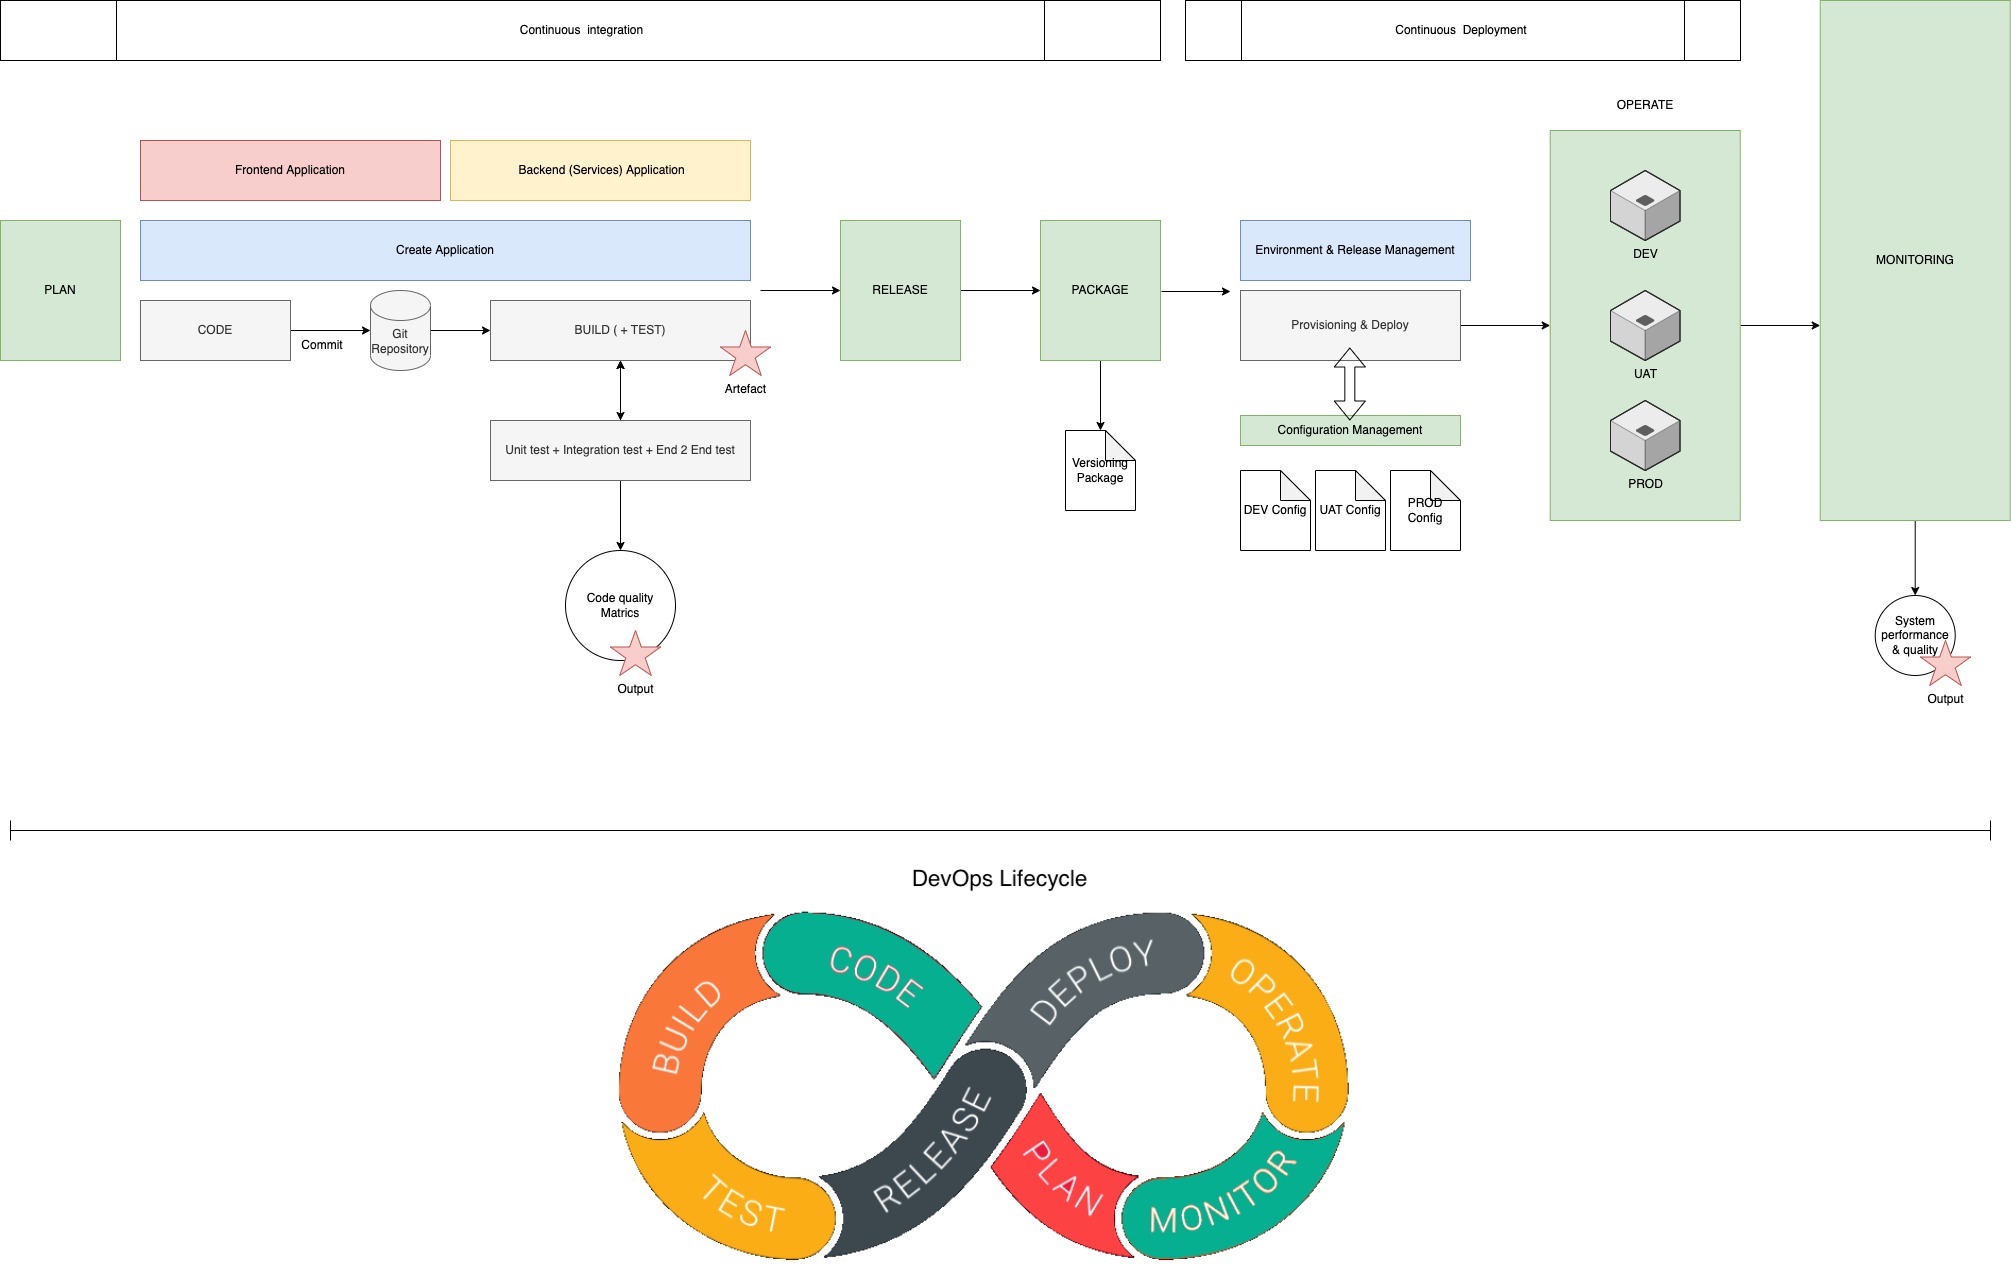 Continuous  integration
Continuous  Deployment
OPERATE
Frontend Application
Backend (Services) Application
PLAN
Create Application
CODE
Commit
Git
Repository
BUILD ( + TEST)
Artefact
Unit test + Integration test + End 2 End test
Code quality
Matrics
Output
RELEASE
PACKAGE
Versioning
Package
Environment & Release Management
Provisioning & Deploy
Configuration Management
DEV Config
UAT Config
PROD
Config
DEV
UAT
PROD
MONITORING
System
performance
& quality
Output
DevOps Lifecycle
CODE
BUILD
TEST
RELEASE
DEPLOY
OPERATE
MONITOR
PLAN